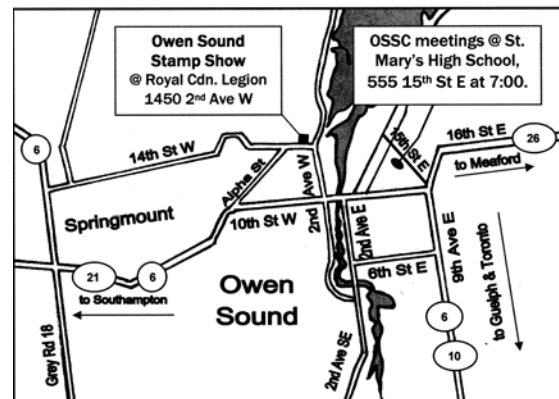 Owen Sound
Stamp Show
@ Royal Cdn. Legion
1450 2nd Ave W
OSSC meetings @ St.
Mary's High School,
555 15th St E at 7:00.
6
14th St W
Alpha St
2nd Ave W
15th St E
16th St E
26
to Meaford
Springmount
10th St W
2nd Ave E
6th St E
9th Ave E
to Guelph & Toronto
21
6
to Southampton
Owen
Sound
Grey Rd 18
2nd Ave SE
6
10